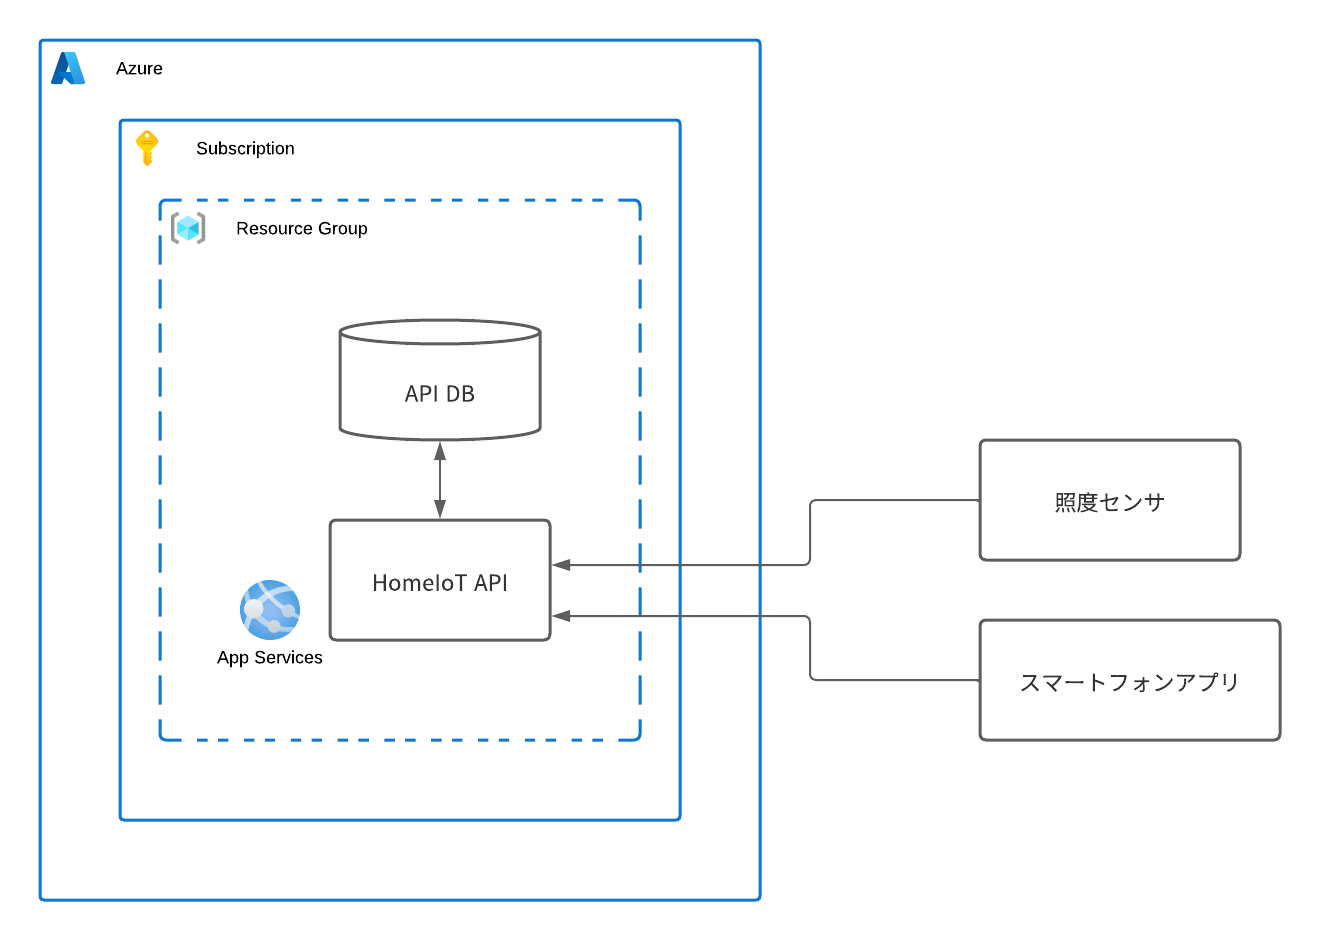 Azure
Subscription
Resource Group
API DB
HomeIoT API
App Services
照度センサ
スマートフォンアプリ